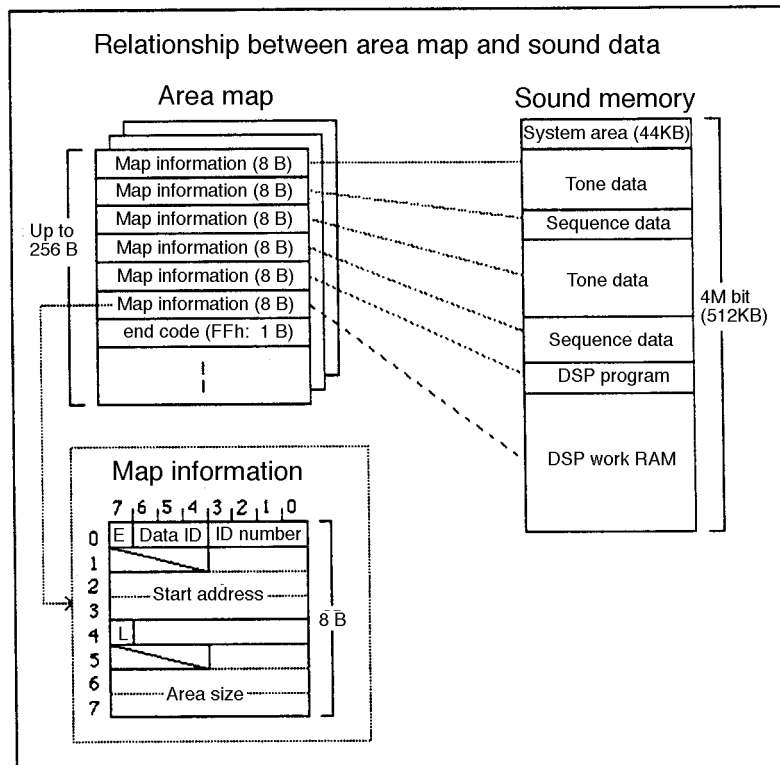 Relationship between area map and sound data
Area map
Map information (8 B)
Map information (8 B)
Map information (8 B)
Map information (8 B)
Map information (8 B)
Map information (8 B)
end code (FFh: 1 B)
Up to
256 B
Sound memory
System area (44KB)
Tone data
Sequence data
Tone data
Sequence data
DSP program
DSP work RAM
4M bit
(512KB)
Map information
7 6 5 4 3 2 1 0
0 E Data ID ID number
1
2
Start address
3
4 L
5
6
Area size
7
8 B